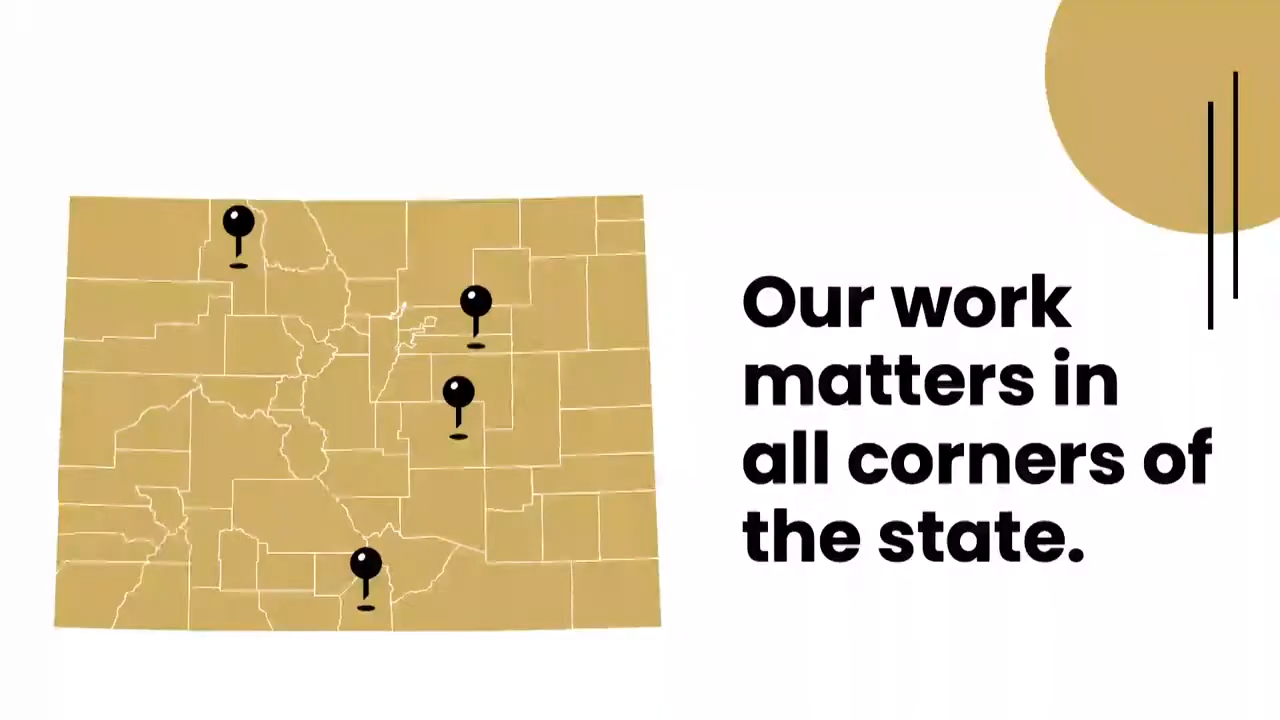 Our work
matters in
all corners of
the state.